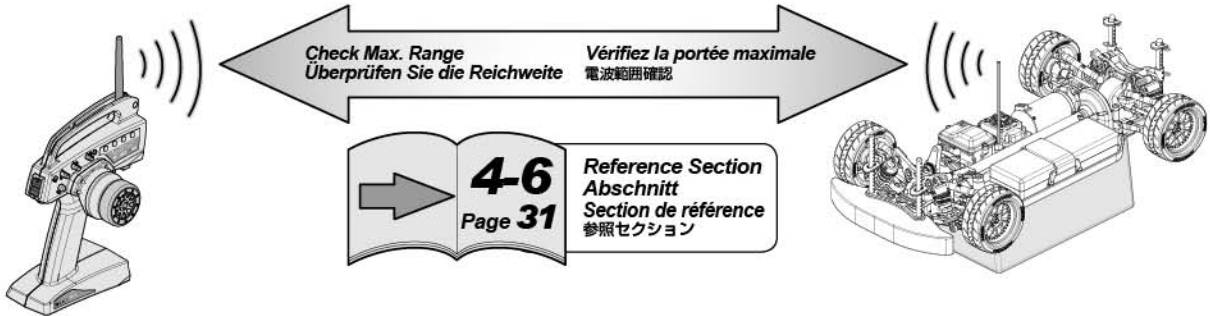 Check Max. Range
Überprüfen Sie die Reichweite
Vérifiez la portée maximale
電波範囲確認
4-6
Page 31
Reference Section
Abschnitt
Section de référence
参照セクション